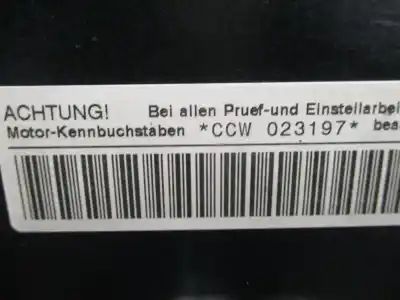 ACHTUNG! Bei allen Pruef-und Einstellarbei
Motor-Kennbuchstaben *CCW 023197* bea